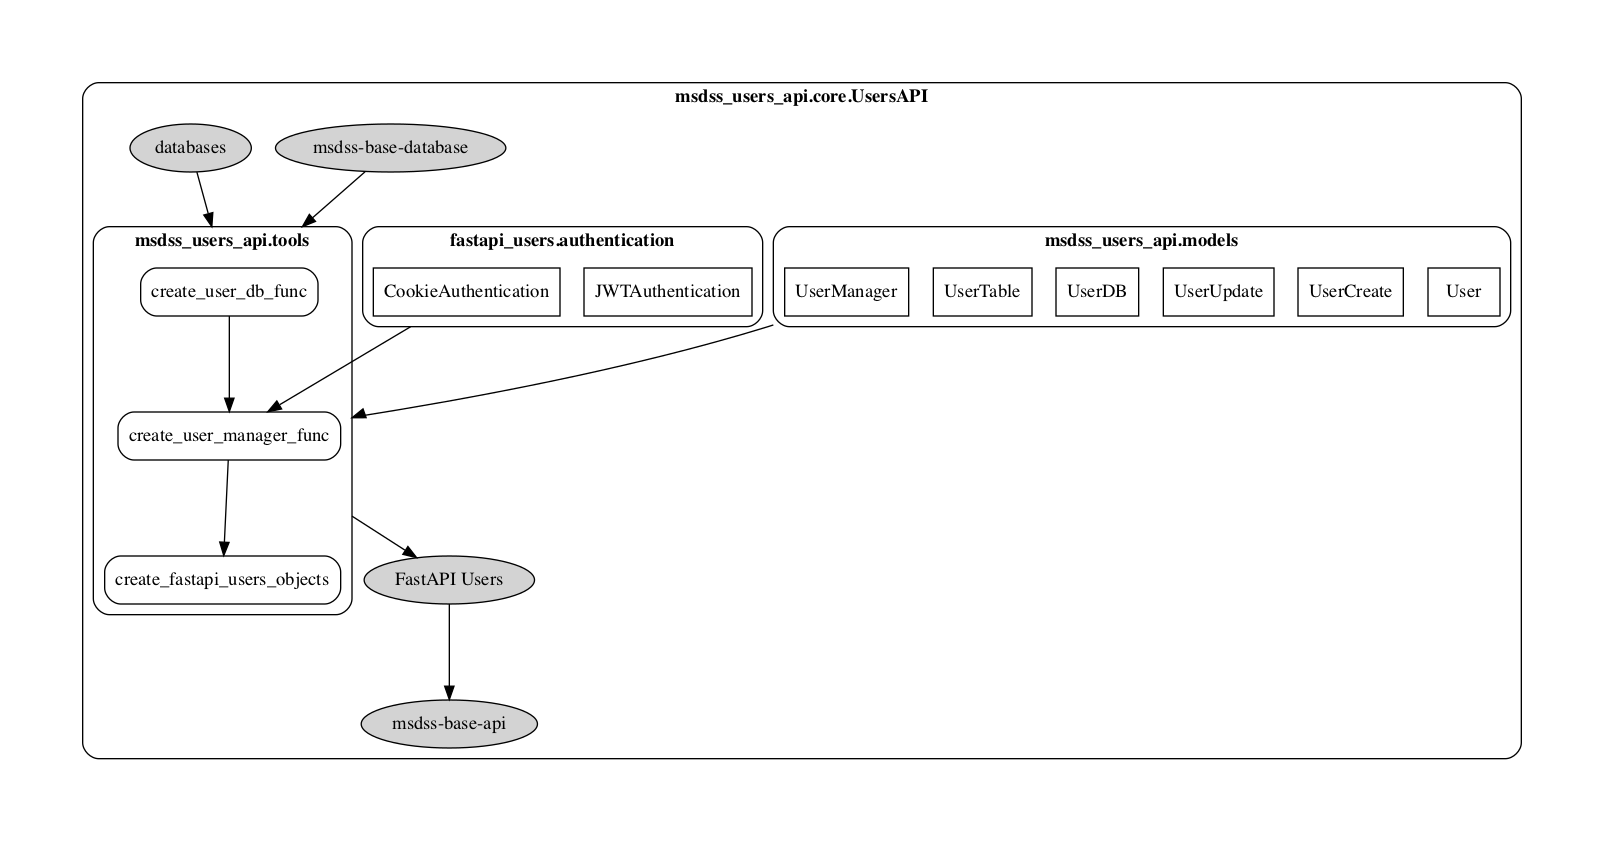 msdss_users_api.core.UsersAPI
databases
msdss-base-database
msdss_users_api.tools
fastapi_users.authentication
msdss_users_api.models
create_user_db_func
CookieAuthentication
JWTAuthentication
UserManager
UserTable
UserDB
UserUpdate
UserCreate
User
create_user_manager_func
create_fastapi_users_objects
FastAPI Users
msdss-base-api